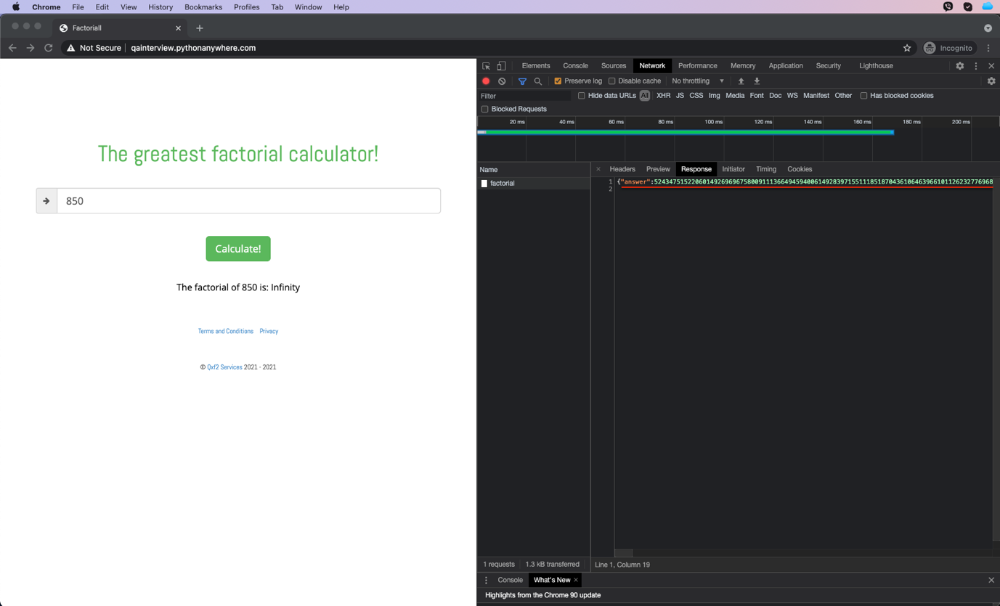 Chrome File Edit View History Bookmarks Profiles Tab Window Help
Factoriall
Not Secure qainterview.pythonanywhere.com Incognito
The greatest factorial calculator!
850
Calculate!
The factorial of 850 is: Infinity
Terms and Conditions Privacy
© Qxf2 Services 2021 - 2021
Elements Console Sources Network Performance Memory Application Security Lighthouse
Preserve log Disable cache No throttling
Filter Hide data URLs All XHR JS CSS Img Media Font Doc WS Manifest Other Has blocked cookies
Blocked Requests
20 ms 40 ms 60 ms 80 ms 100 ms 120 ms 140 ms 160 ms 180 ms 200 ms
Name Headers Preview Response Initiator Timing Cookies
factorial
1 {"answer":
2
1 requests 1.3 kB transferred Line 1, Column 19
Console What's New
Highlights from the Chrome 90 update